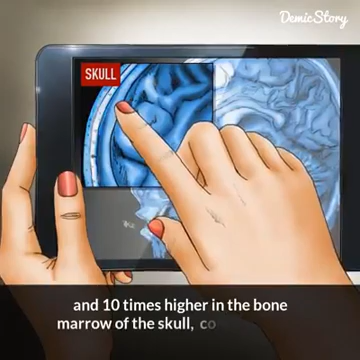 DemicStory
SKULL
and 10 times higher in the bone
marrow of the skull, co